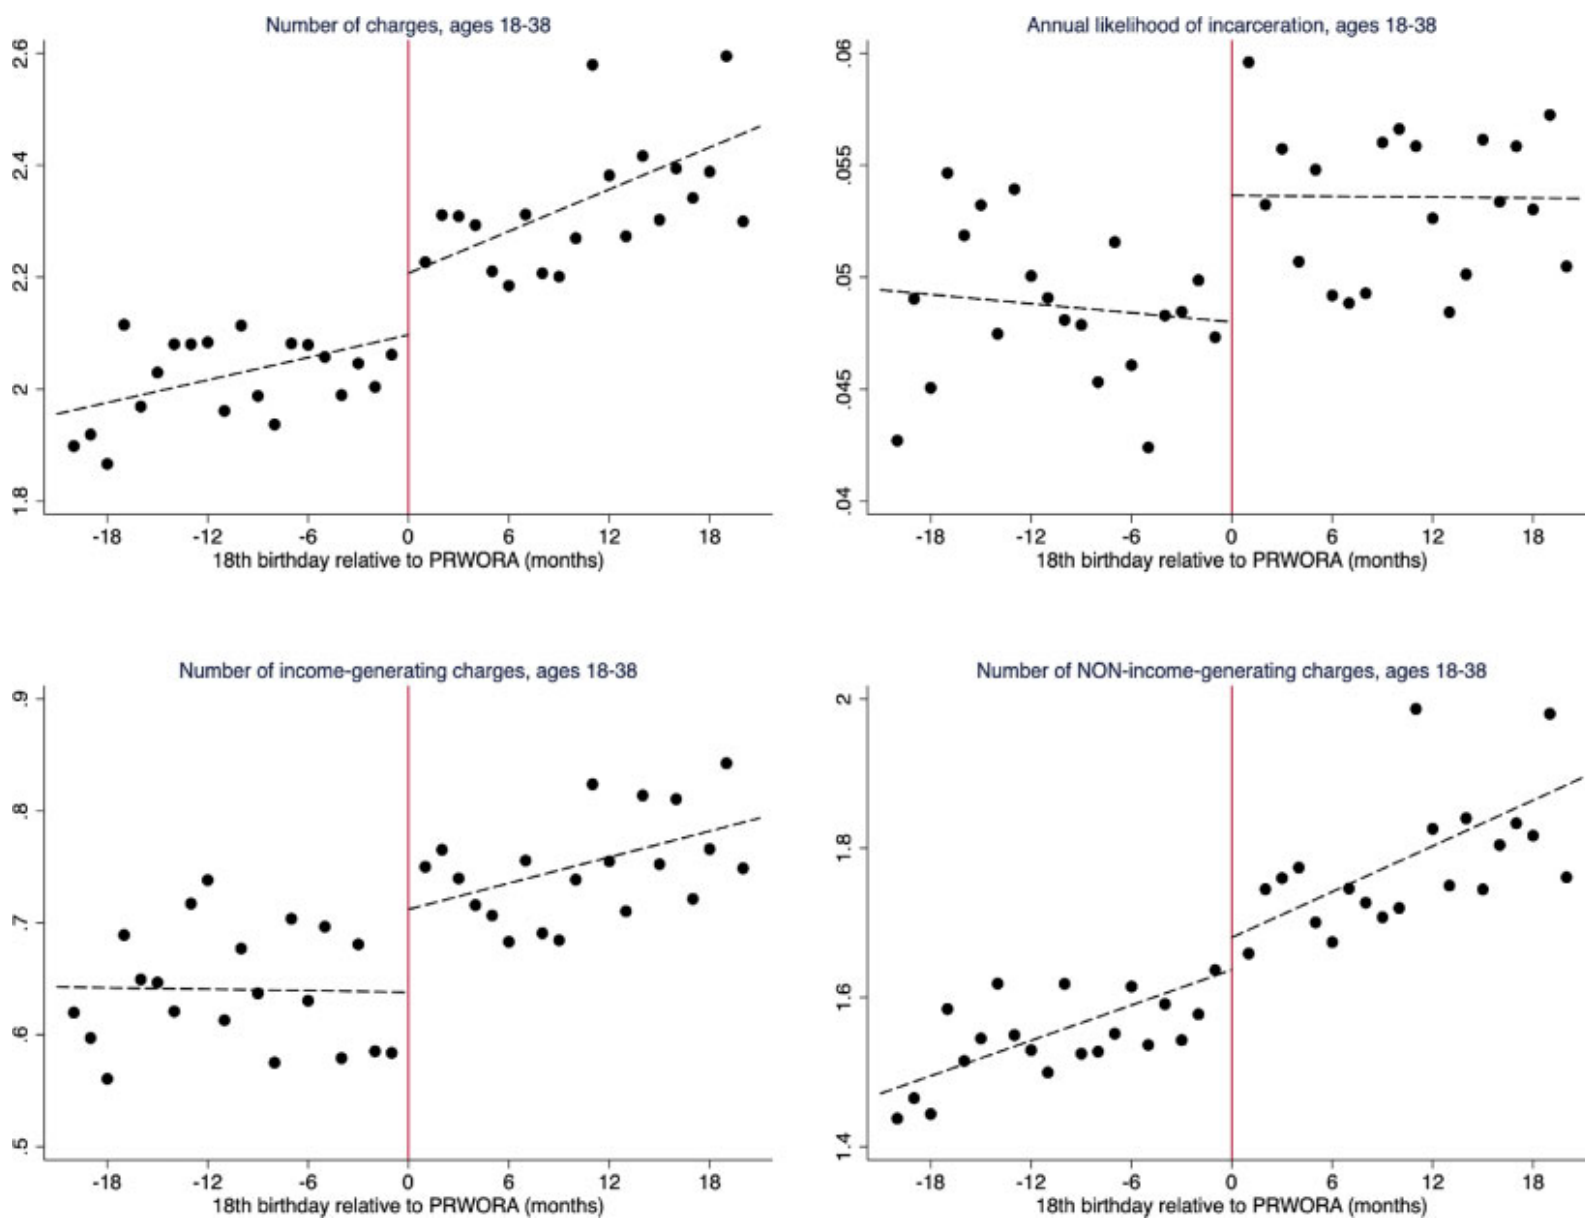 Number of charges, ages 18-38
2.6
2.4
2.2
2
1.8
-18 -12 -6 0 6 12 18
18th birthday relative to PRWORA (months)
Annual likelihood of incarceration, ages 18-38
.06
.055
.05
.045
.04
-18 -12 -6 0 6 12 18
18th birthday relative to PRWORA (months)
Number of income-generating charges, ages 18-38
.9
.8
.7
.6
.5
-18 -12 -6 0 6 12 18
18th birthday relative to PRWORA (months)
Number of NON-income-generating charges, ages 18-38
2
1.8
1.6
1.4
-18 -12 -6 0 6 12 18
18th birthday relative to PRWORA (months)